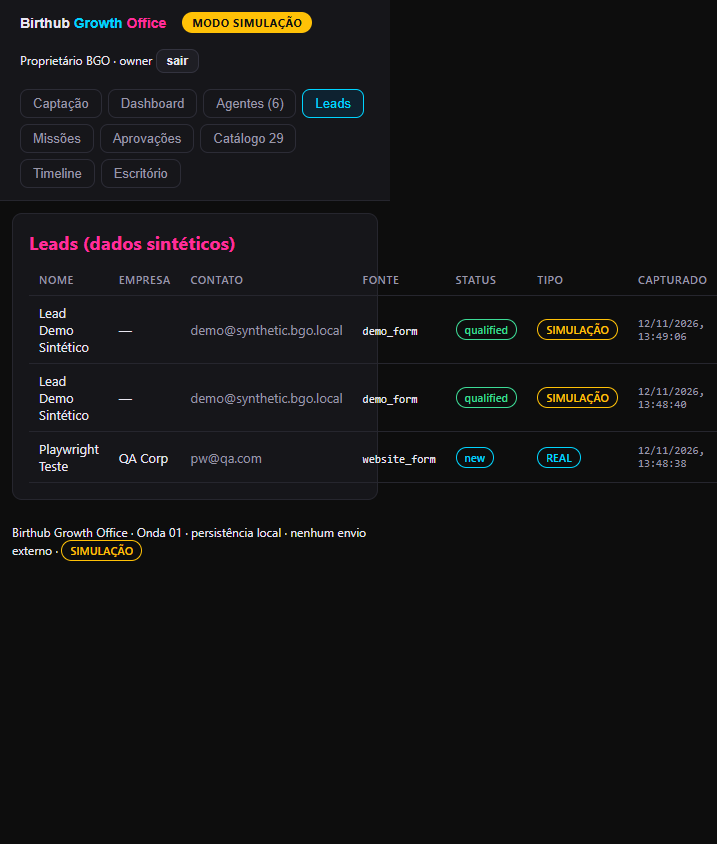 Birthub Growth Office MODO SIMULAÇÃO
Proprietário BGO · owner sair
Captação Dashboard Agentes (6) Leads
Missões Aprovações Catálogo 29
Timeline Escritório
Leads (dados sintéticos)
NOME EMPRESA CONTATO FONTE STATUS TIPO CAPTURADO
Lead
Demo
Sintético
— demo@synthetic.bgo.local demo_form qualified SIMULAÇÃO
12/11/2026,
13:49:06
Lead
Demo
Sintético
— demo@synthetic.bgo.local demo_form qualified SIMULAÇÃO
12/11/2026,
13:48:40
Playwright
Teste
QA Corp pw@qa.com website_form new REAL
12/11/2026,
13:48:38
Birthub Growth Office · Onda 01 · persistência local · nenhum envio
externo · SIMULAÇÃO